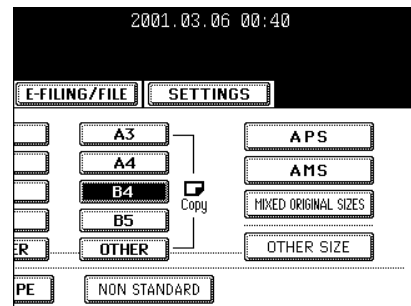 2001.03.06 00:40
E-FILING/FILE SETTINGS
A3 APS
A4 AMS
B4 Copy MIXED ORIGINAL SIZES
B5
ER OTHER OTHER SIZE
PE NON STANDARD